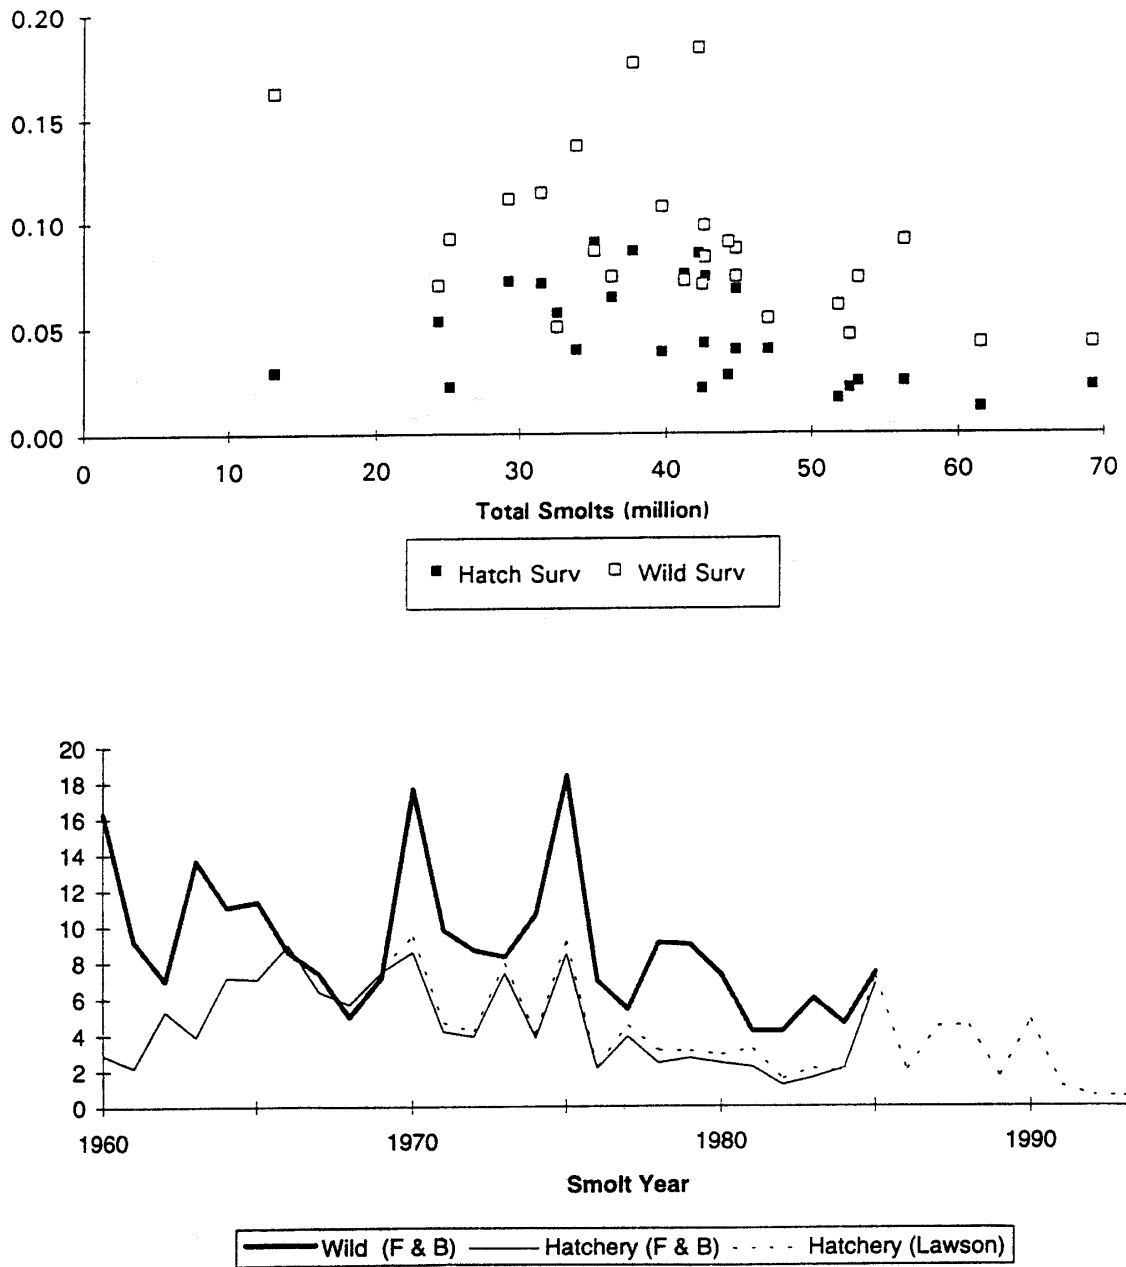 0.20
0.15
0.10
0.05
0.00
0 10 20 30 40 50 60 70
Total Smolts (million)
Hatch Surv Wild Surv
20
18
16
14
12
10
8
6
4
2
0
1960 1970 1980 1990
Smolt Year
Wild (F & B) Hatchery (F & B) Hatchery (Lawson)